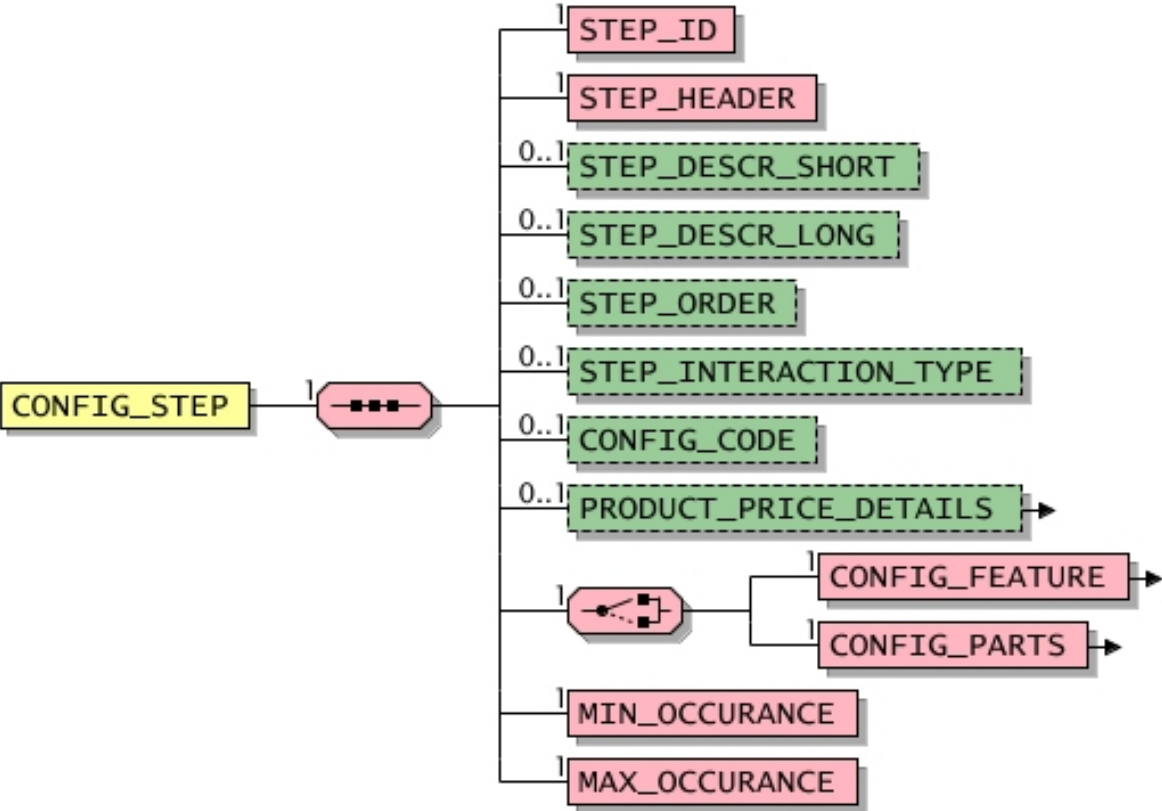 1
STEP_ID
1
STEP_HEADER
0..1
STEP_DESCR_SHORT
0..1
STEP_DESCR_LONG
0..1
STEP_ORDER
0..1
STEP_INTERACTION_TYPE
CONFIG_STEP
1
0..1
CONFIG_CODE
0..1
PRODUCT_PRICE_DETAILS
1
1
CONFIG_FEATURE
1
CONFIG_PARTS
1
MIN_OCCURANCE
1
MAX_OCCURANCE